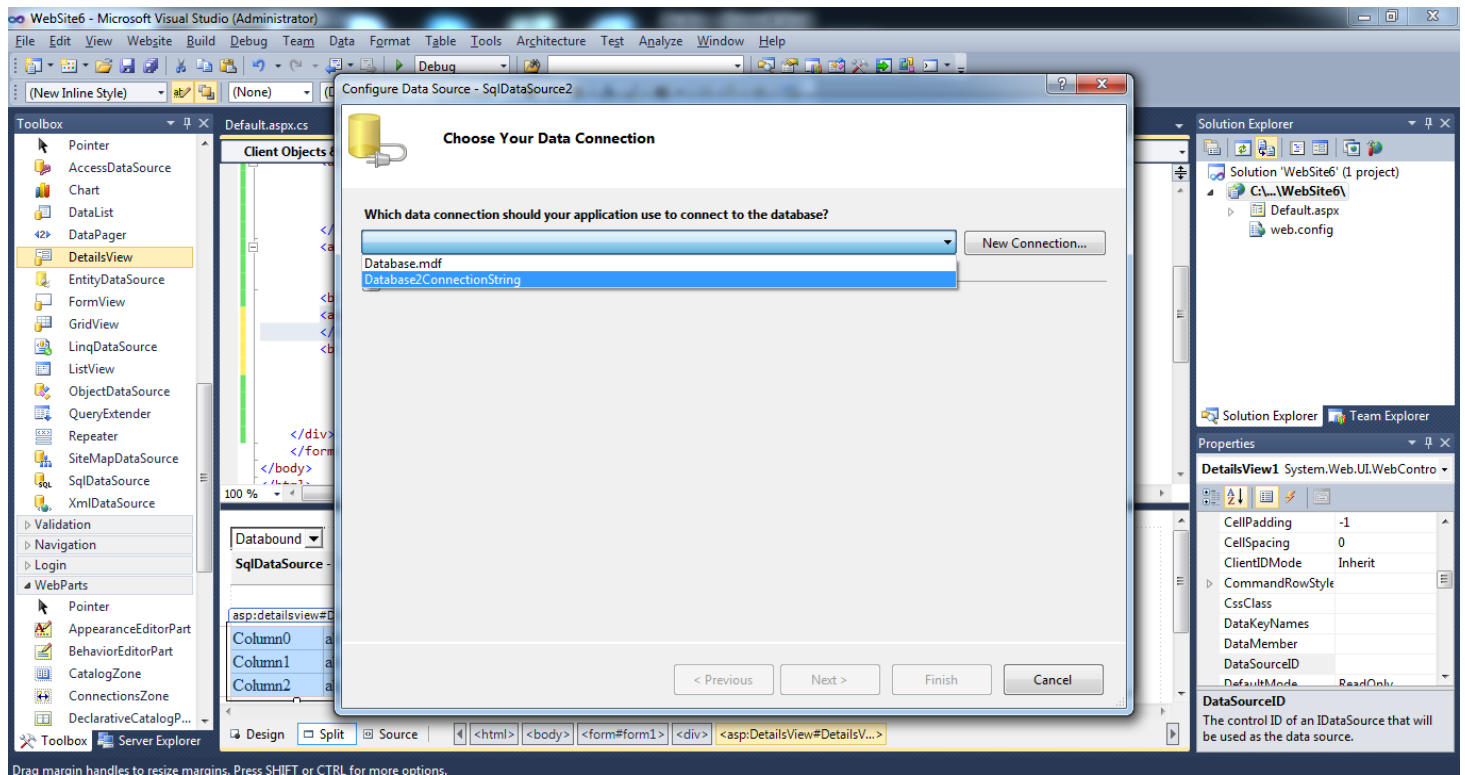 WebSite6 - Microsoft Visual Studio (Administrator)
File Edit View Website Build Debug Team Data Format Table Tools Architecture Test Analyze Window Help
Debug
(New Inline Style) (None)
Toolbox
Pointer
AccessDataSource
Chart
DataList
DataPager
DetailsView
EntityDataSource
FormView
GridView
LinqDataSource
ListView
ObjectDataSource
QueryExtender
Repeater
SiteMapDataSource
SqlDataSource
XmlDataSource
Validation
Navigation
Login
WebParts
Pointer
AppearanceEditorPart
BehaviorEditorPart
CatalogZone
ConnectionsZone
DeclarativeCatalogP...
Toolbox Server Explorer
Default.aspx.cs
Client Objects
</
<a
<b
<a
</
<b
</div>
</form
</body>
100 %
Databound
SqlDataSource -
asp:detailsview#D
Column0 a
Column1 a
Column2 a
Design Split Source <html> <body> <form#form1> <div> <asp:DetailsView#DetailsV...>
Configure Data Source - SqlDataSource2
Choose Your Data Connection
Which data connection should your application use to connect to the database?
New Connection...
Database.mdf
Database2ConnectionString
< Previous Next > Finish Cancel
Solution Explorer
Solution 'WebSite6' (1 project)
C:\...\WebSite6\
Default.aspx
web.config
Solution Explorer Team Explorer
Properties
DetailsView1 System.Web.UI.WebContro
CellPadding -1
CellSpacing 0
ClientIDMode Inherit
CommandRowStyle
CssClass
DataKeyNames
DataMember
DataSourceID
DefaultMode ReadOnly
DataSourceID
The control ID of an IDataSource that will
be used as the data source.
Drag margin handles to resize margins. Press SHIFT or CTRL for more options.